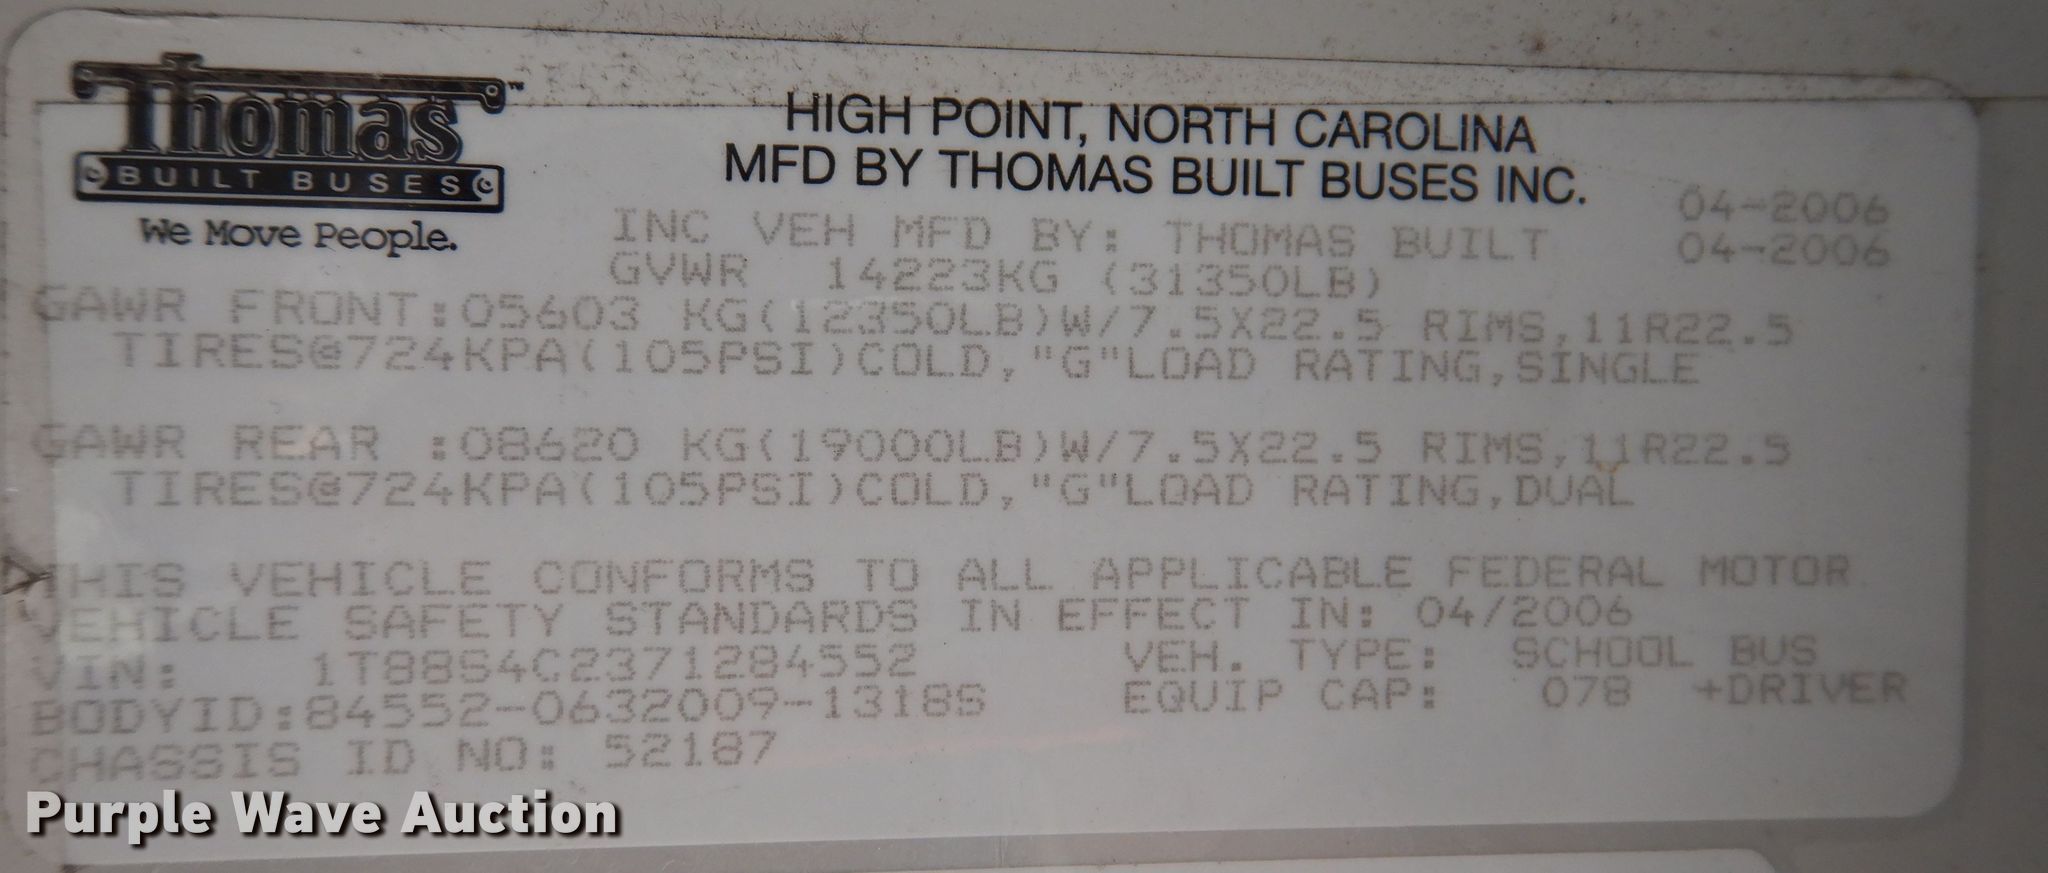 Thomas™
BUILT BUSES
We Move People.
HIGH POINT, NORTH CAROLINA
MFD BY THOMAS BUILT BUSES INC.
04-2006
INC VEH MFD BY: THOMAS BUILT 04-2006
GVWR 14223KG (31350LB)
GAWR FRONT:05603 KG(12350LB)W/7.5X22.5 RIMS,11R22.5
TIRES@724KPA(105PSI)COLD,"G"LOAD RATING,SINGLE
GAWR REAR :08620 KG(19000LB)W/7.5X22.5 RIMS,11R22.5
TIRES@724KPA(105PSI)COLD,"G"LOAD RATING,DUAL
THIS VEHICLE CONFORMS TO ALL APPLICABLE FEDERAL MOTOR
VEHICLE SAFETY STANDARDS IN EFFECT IN: 04/2006
VIN: 1T88S4C2371284552 VEH. TYPE: SCHOOL BUS
BODYID:84552-0632009-1318S EQUIP CAP: 078 +DRIVER
CHASSIS ID NO: 52187
Purple Wave Auction